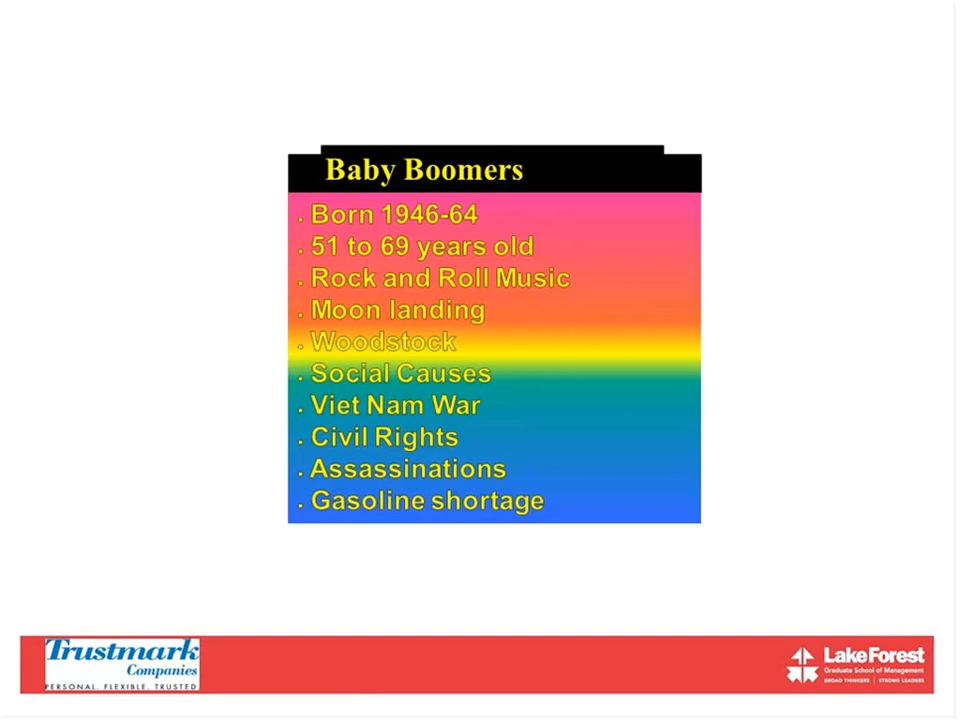 Baby Boomers
• Born 1946-64
• 51 to 69 years old
• Rock and Roll Music
• Moon landing
• Woodstock
• Social Causes
• Viet Nam War
• Civil Rights
• Assassinations
• Gasoline shortage
Trustmark
Companies
PERSONAL. FLEXIBLE. TRUSTED
Lake Forest
Graduate School of Management
BROAD THINKERS | STRONG LEADERS